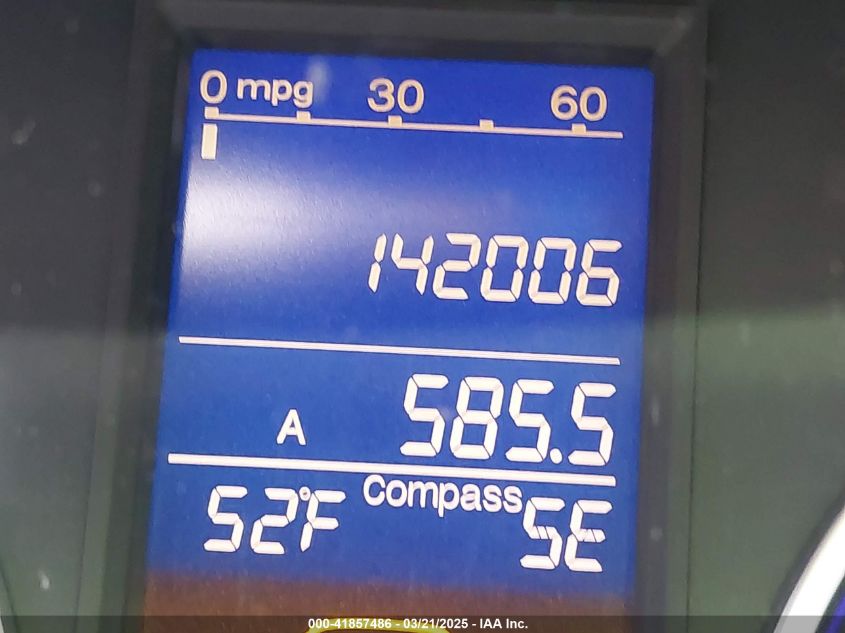 0 mpg 30 60
142006
A 585.5
52°F Compass SE
000-41857486 - 03/21/2025 - IAA Inc.